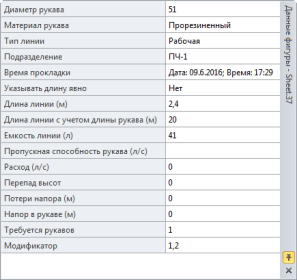 Диаметр рукава 51
Материал рукава Прорезиненный
Тип линии Рабочая
Подразделение ПЧ-1
Время прокладки Дата: 09.6.2016; Время: 17:29
Указывать длину явно Нет
Длина линии (м) 2,4
Длина линии с учетом длины рукава (м) 20
Емкость линии (л) 41
Пропускная способность рукава (л/с)
Расход (л/с) 0
Перепад высот 0
Потери напора (м) 0
Напор в рукаве (м) 0
Требуется рукавов 1
Модификатор 1,2
Данные фигуры - Sheet.37